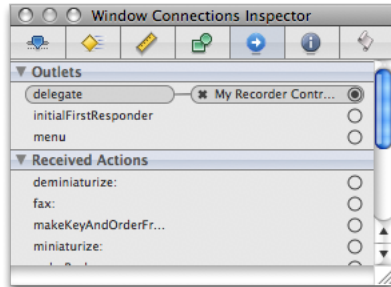 Window Connections Inspector
Outlets
delegate
My Recorder Contr...
initialFirstResponder
menu
Received Actions
deminiaturize:
fax:
makeKeyAndOrderFr...
miniaturize: